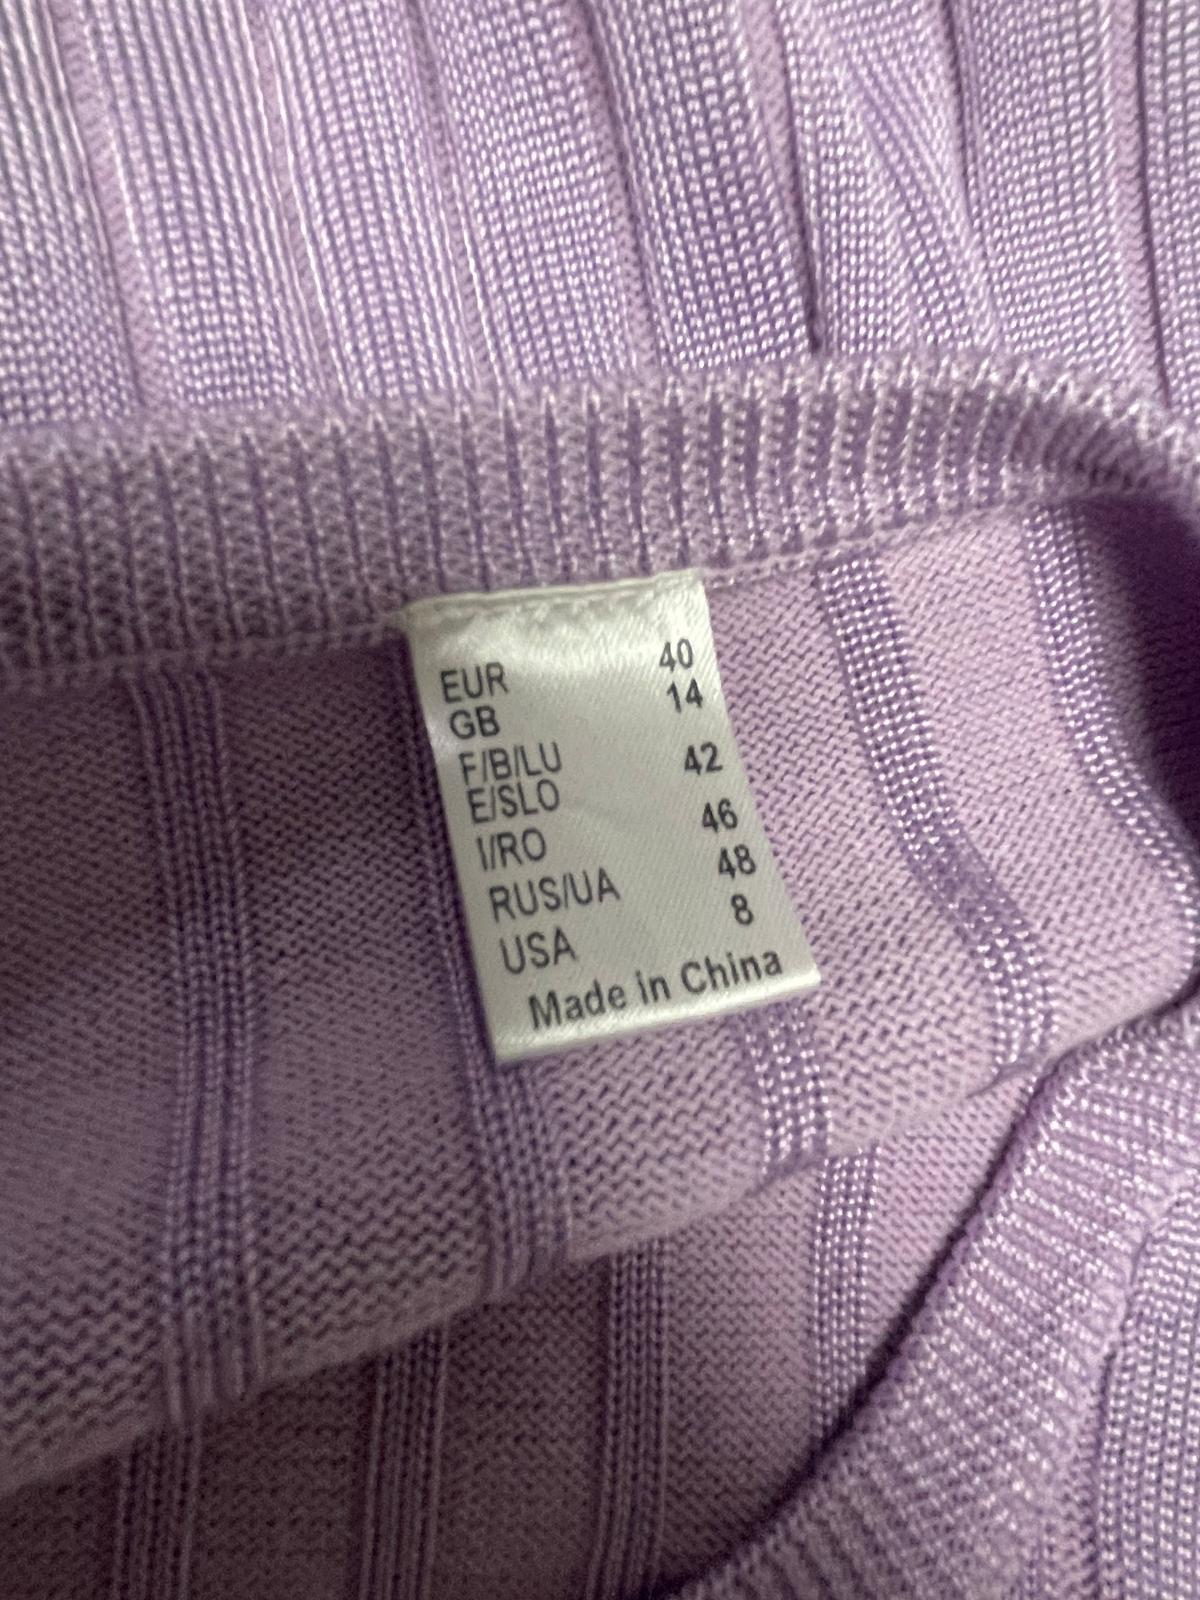 EUR 40
GB 14
F/B/LU 42
E/SLO
I/RO 46
RUS/UA 48
USA 8
Made in China